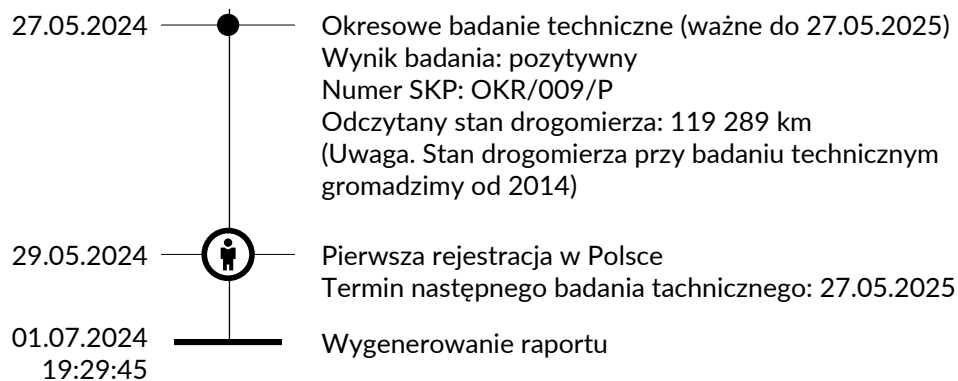 27.05.2024
Okresowe badanie techniczne (ważne do 27.05.2025)
Wynik badania: pozytywny
Numer SKP: OKR/009/P
Odczytany stan drogomierza: 119 289 km
(Uwaga. Stan drogomierza przy badaniu technicznym
gromadzimy od 2014)
29.05.2024
Pierwsza rejestracja w Polsce
Termin następnego badania tachnicznego: 27.05.2025
01.07.2024
19:29:45
Wygenerowanie raportu